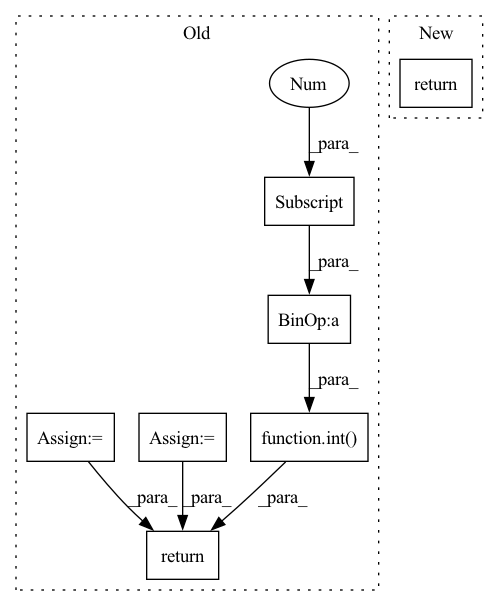 Old
New
Num
return
_para_
Subscript
_para_
BinOp:a
_para_
Assign:=
Assign:=
function.int()
_para_
_para_
_para_
return